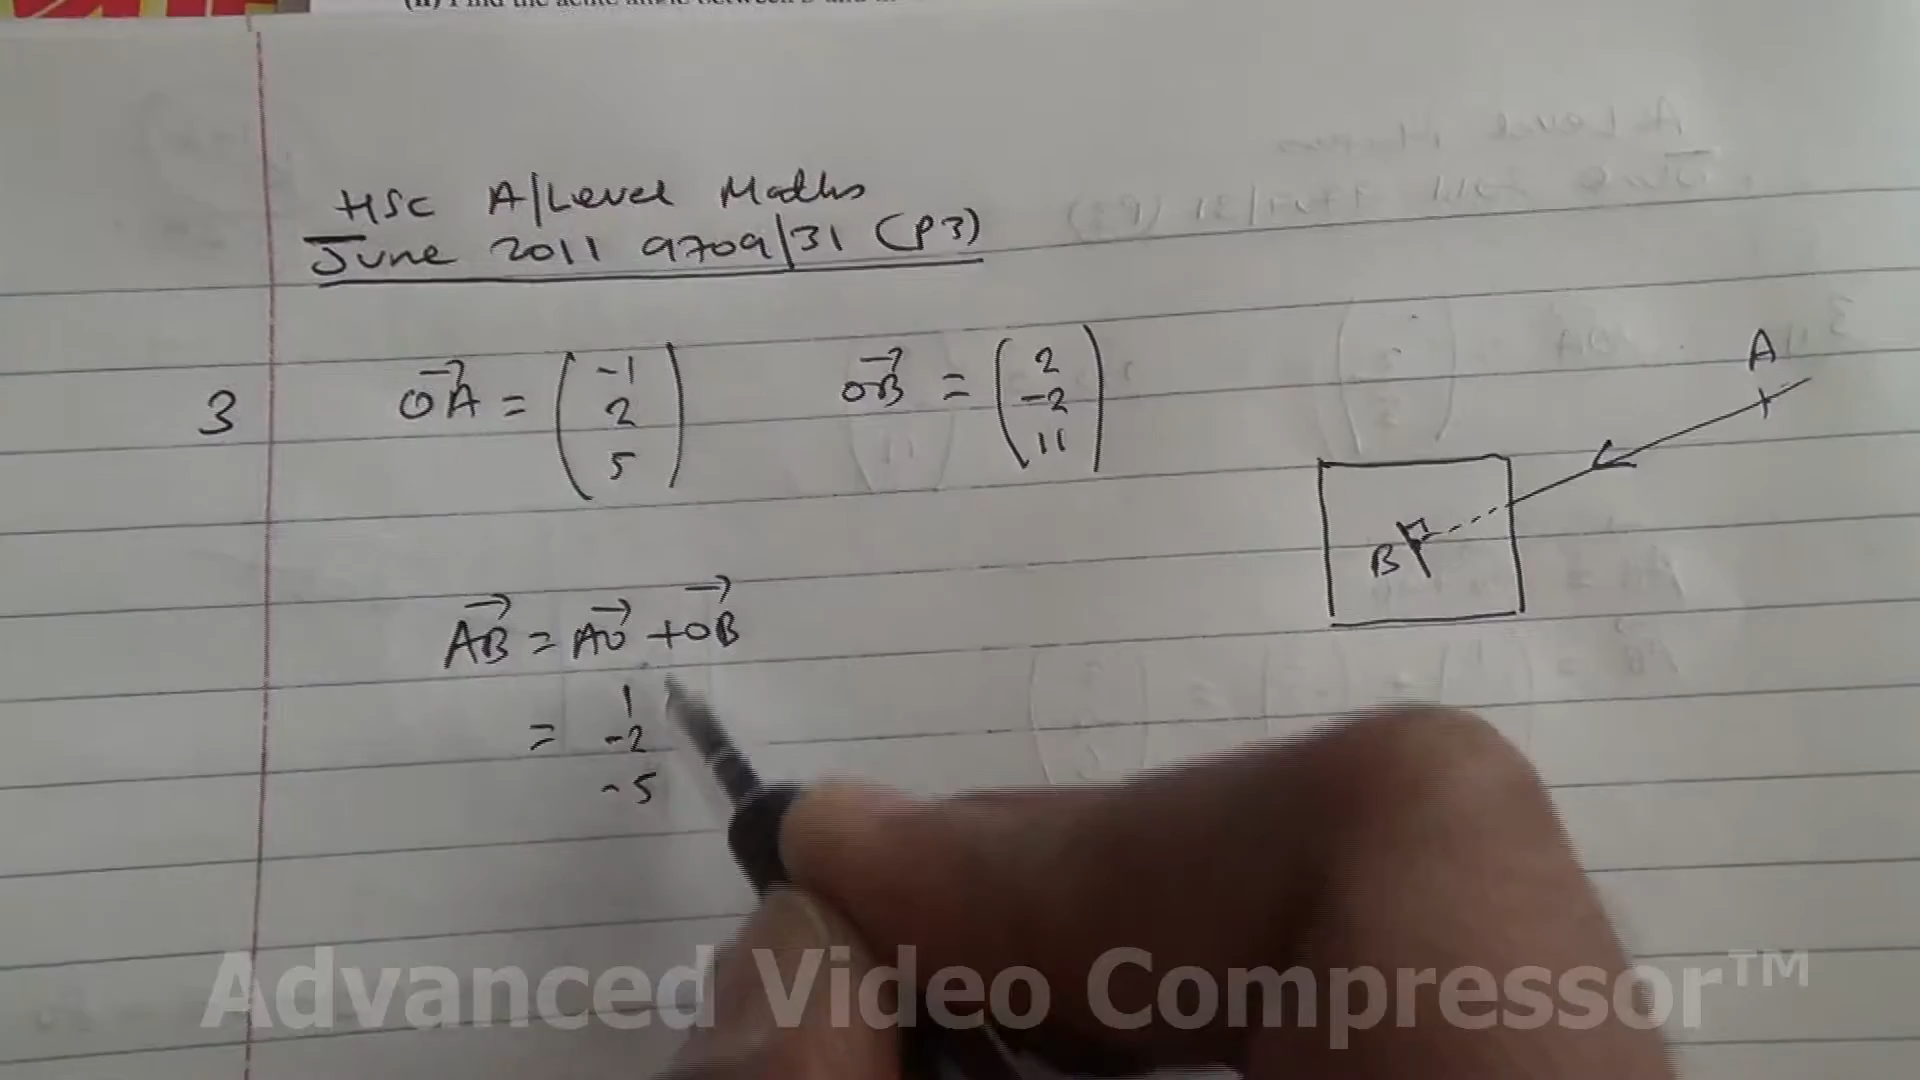 HSC A/Level Maths
June 2011 9709/31 (P3)
3 OA→ = (-1 2 5) OB→ = (2 -2 11)
A
B
AB→ = AO→ + OB→
= 1
-2
-5
Advanced Video Compressor™